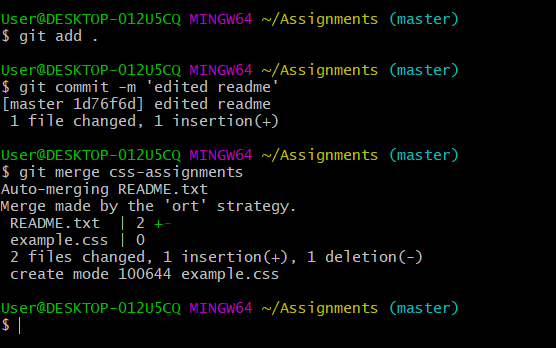 User@DESKTOP-012U5CQ MINGW64 ~/Assignments (master)
$ git add .
User@DESKTOP-012U5CQ MINGW64 ~/Assignments (master)
$ git commit -m 'edited readme'
[master 1d76f6d] edited readme
 1 file changed, 1 insertion(+)
User@DESKTOP-012U5CQ MINGW64 ~/Assignments (master)
$ git merge css-assignments
Auto-merging README.txt
Merge made by the 'ort' strategy.
 README.txt  | 2 +-
 example.css | 0
 2 files changed, 1 insertion(+), 1 deletion(-)
 create mode 100644 example.css
User@DESKTOP-012U5CQ MINGW64 ~/Assignments (master)
$